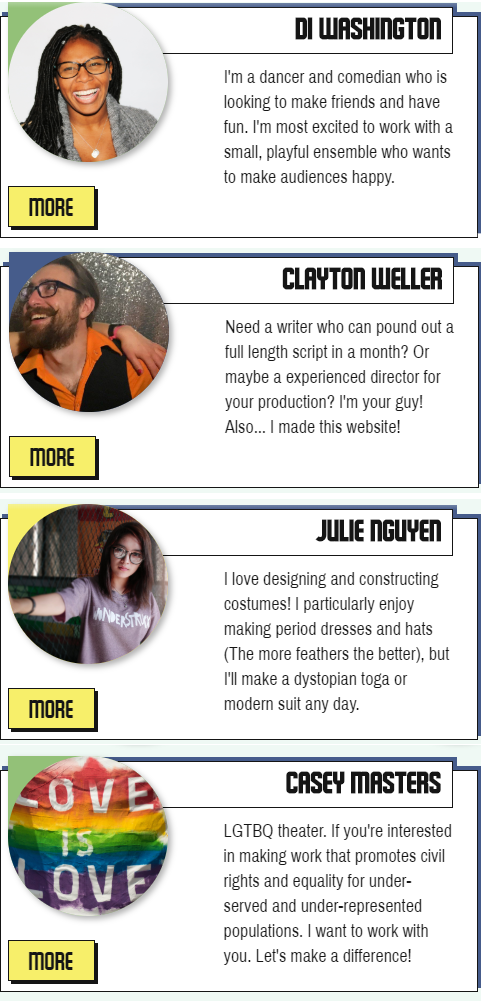 DI WASHINGTON
I'm a dancer and comedian who is
looking to make friends and have
fun. I'm most excited to work with a
small, playful ensemble who wants
to make audiences happy.
MORE
CLAYTON WELLER
Need a writer who can pound out a
full length script in a month? Or
maybe a experienced director for
your production? I'm your guy!
Also... I made this website!
MORE
JULIE NGUYEN
I love designing and constructing
costumes! I particularly enjoy
making period dresses and hats
(The more feathers the better), but
I'll make a dystopian toga or
modern suit any day.
MORE
CASEY MASTERS
LOVE
IS
LOVE
LGTBQ theater. If you're interested
in making work that promotes civil
rights and equality for under-
served and under-represented
populations. I want to work with
you. Let's make a difference!
MORE